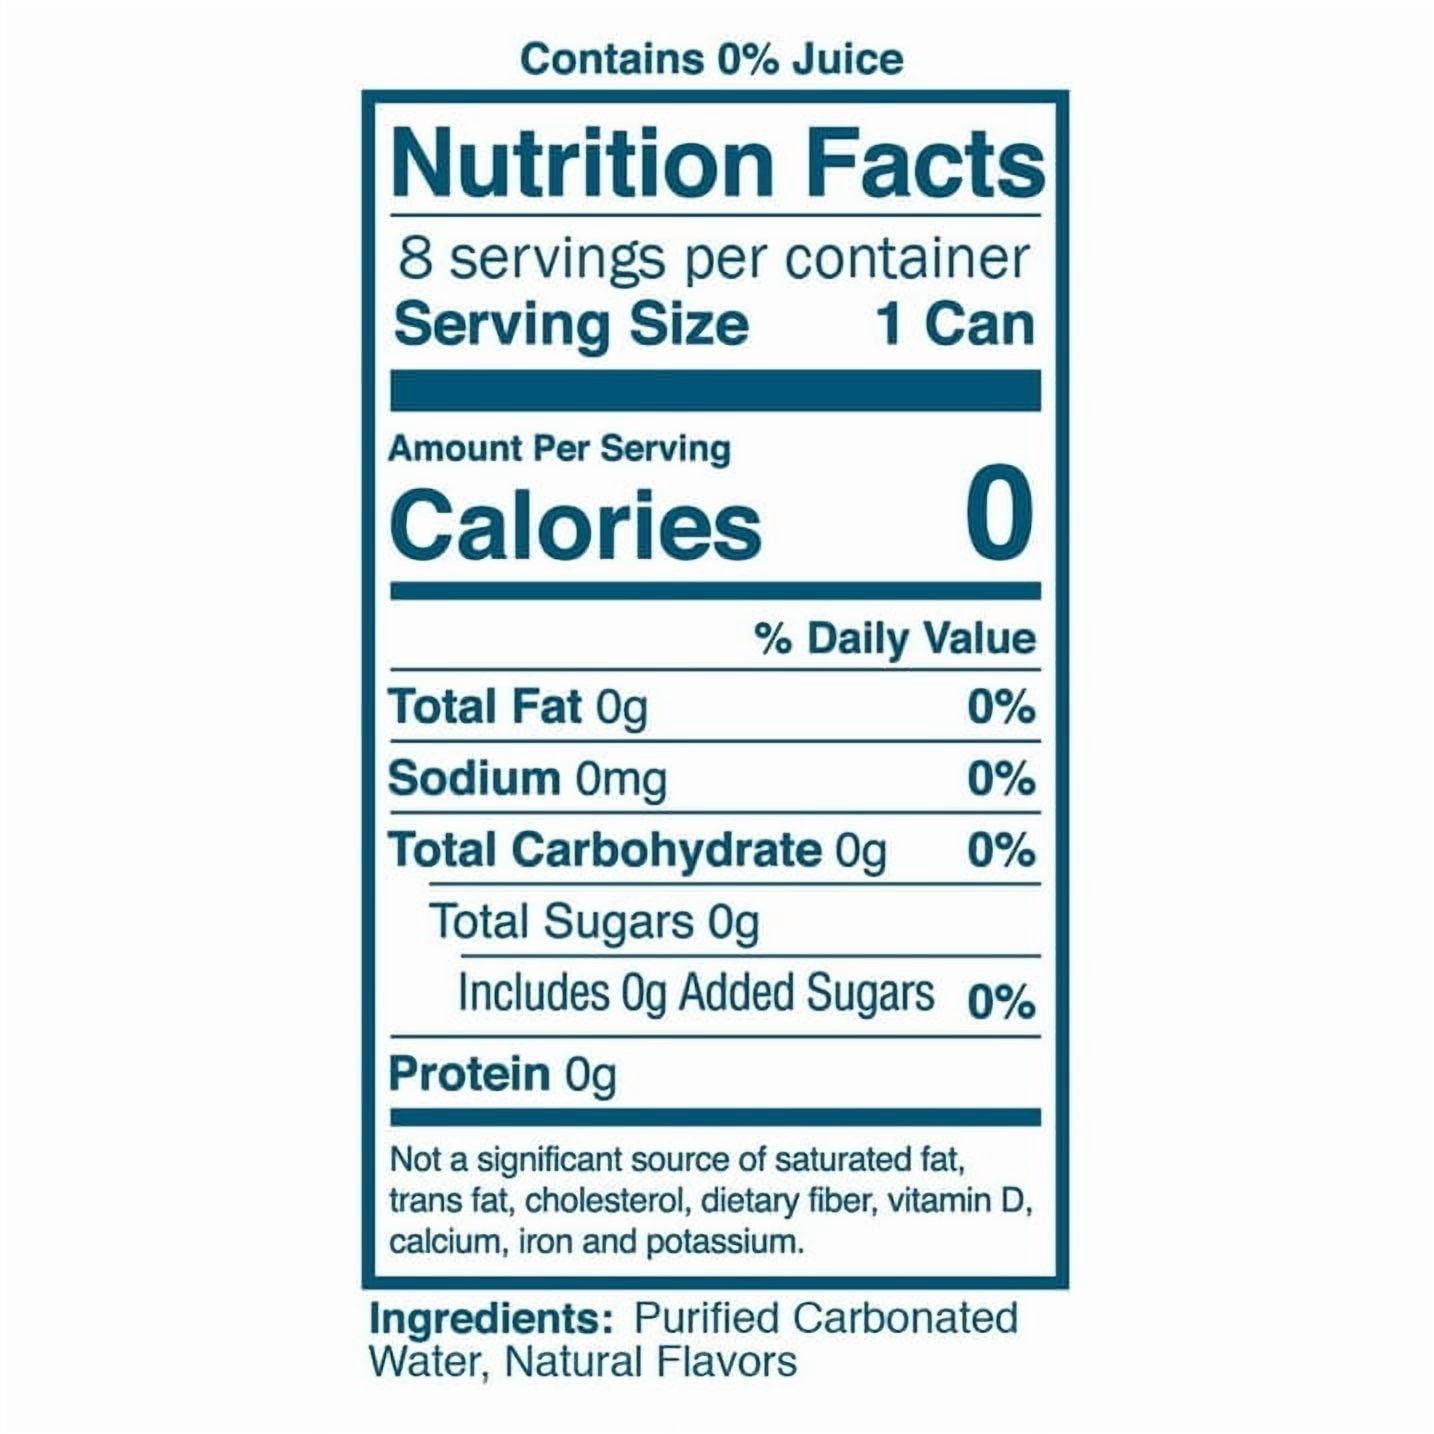 Contains 0% Juice
Nutrition Facts
8 servings per container
Serving Size 1 Can
Amount Per Serving
Calories 0
% Daily Value
Total Fat 0g 0%
Sodium 0mg 0%
Total Carbohydrate 0g 0%
Total Sugars 0g
Includes 0g Added Sugars 0%
Protein 0g
Not a significant source of saturated fat,
trans fat, cholesterol, dietary fiber, vitamin D,
calcium, iron and potassium.
Ingredients: Purified Carbonated
Water, Natural Flavors